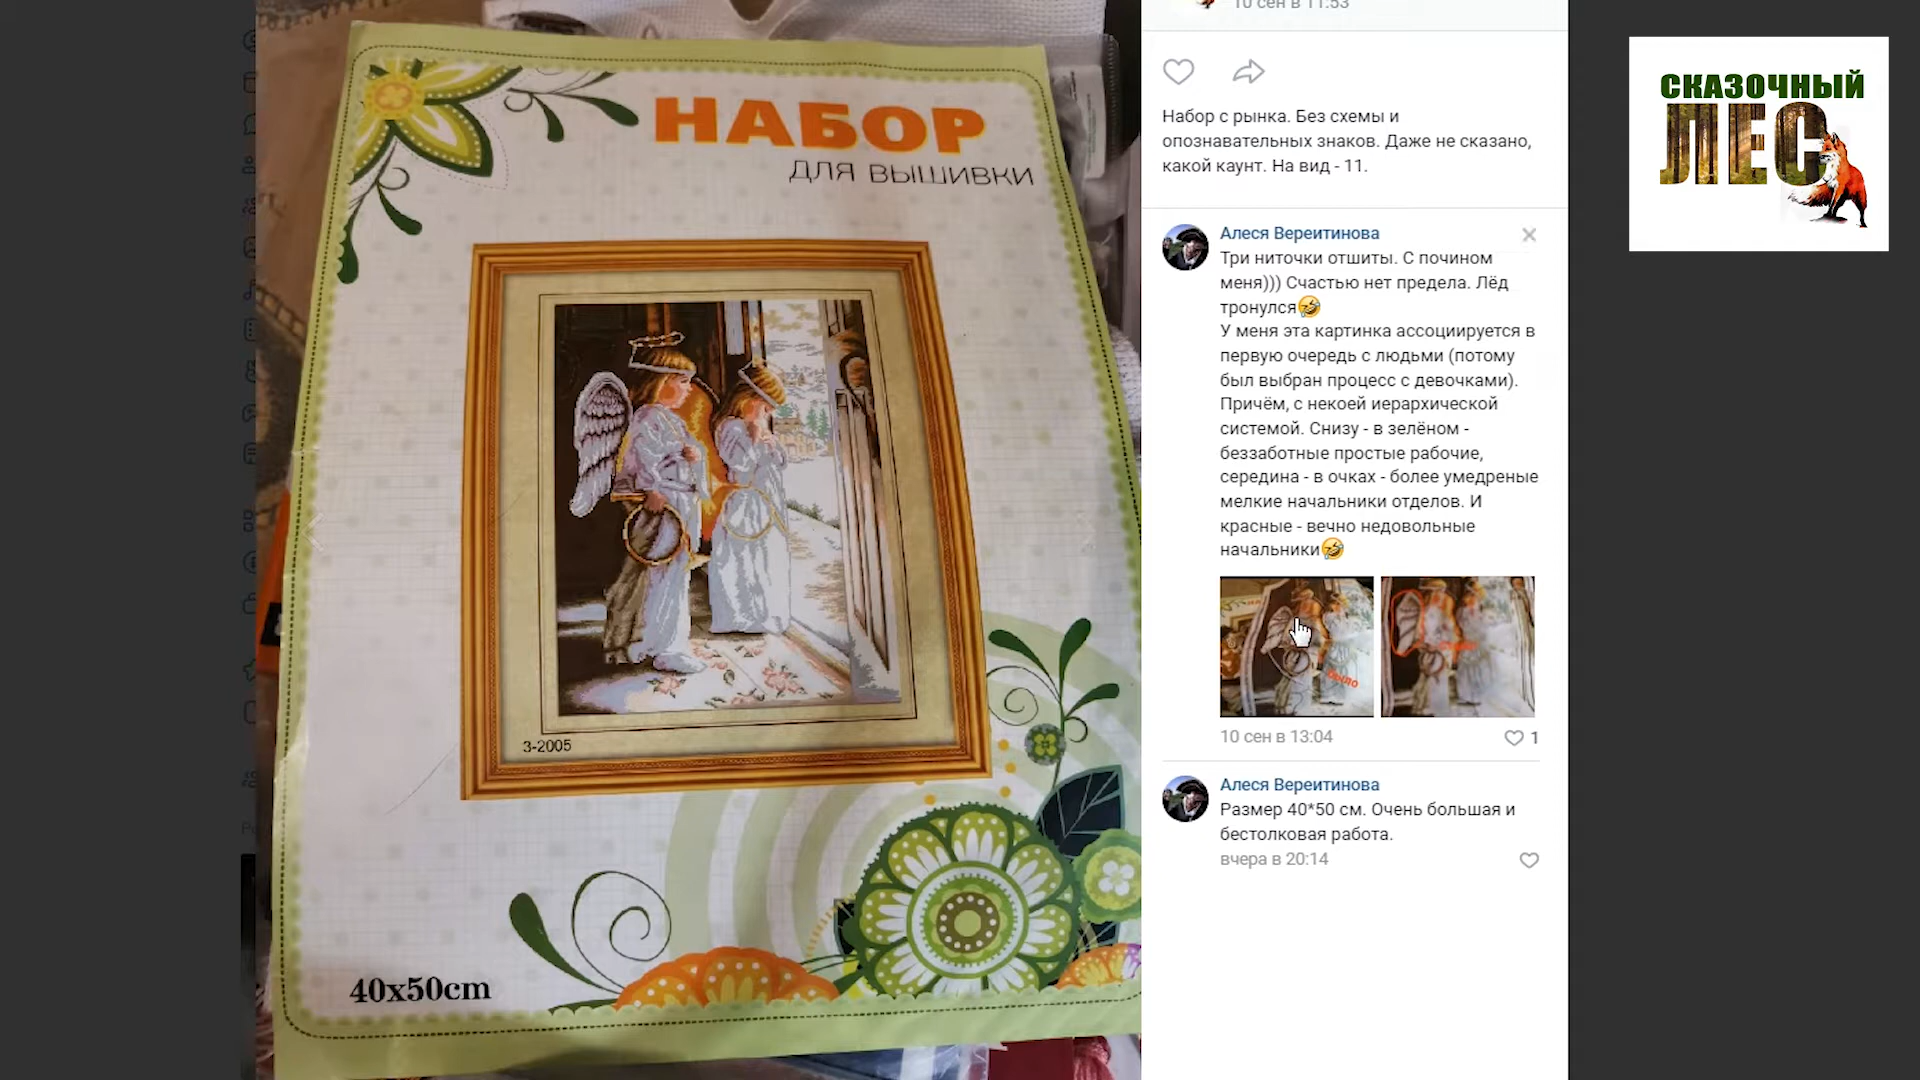 НАБОР
ДЛЯ ВЫШИВКИ
3-2005
40x50cm
10 сен в 11:53
Набор с рынка. Без схемы и
опознавательных знаков. Даже не сказано,
какой каунт. На вид - 11.
Алеся Вереитинова
Три ниточки отшиты. С почином
меня))) Счастью нет предела. Лёд
тронулся🤣
У меня эта картинка ассоциируется в
первую очередь с людьми (потому
был выбран процесс с девочками).
Причём, с некоей иерархической
системой. Снизу - в зелёном -
беззаботные простые рабочие,
середина - в очках - более умедреные
мелкие начальники отделов. И
красные - вечно недовольные
начальники🤣
было
10 сен в 13:04
1
Алеся Вереитинова
Размер 40*50 см. Очень большая и
бестолковая работа.
вчера в 20:14
СКАЗОЧНЫЙ
ЛЕС